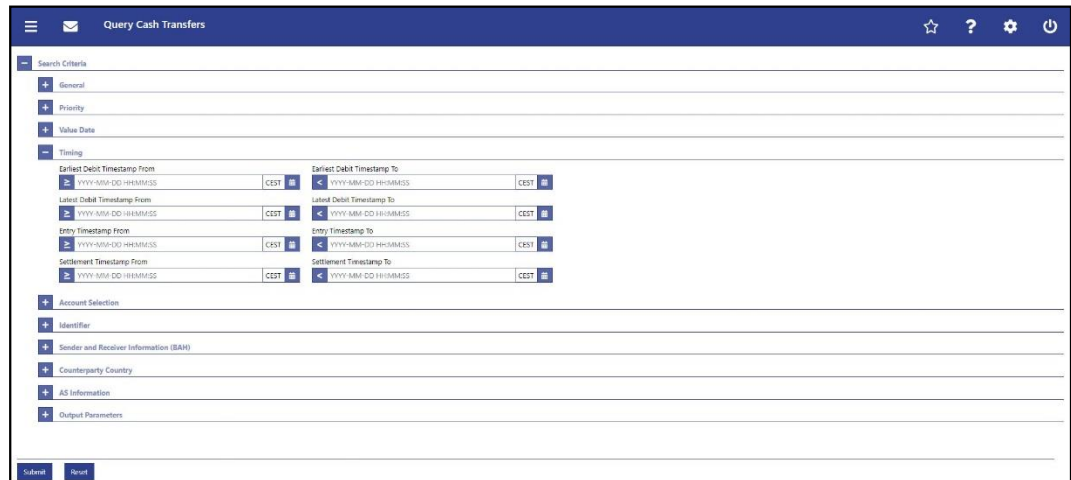 Query Cash Transfers
?
− Search Criteria
+ General
+ Priority
+ Value Date
− Timing
Earliest Debit Timestamp From Earliest Debit Timestamp To
≥ YYYY-MM-DD HH:MM:SS CEST < YYYY-MM-DD HH:MM:SS CEST
Latest Debit Timestamp From Latest Debit Timestamp To
≥ YYYY-MM-DD HH:MM:SS CEST < YYYY-MM-DD HH:MM:SS CEST
Entry Timestamp From Entry Timestamp To
≥ YYYY-MM-DD HH:MM:SS CEST < YYYY-MM-DD HH:MM:SS CEST
Settlement Timestamp From Settlement Timestamp To
≥ YYYY-MM-DD HH:MM:SS CEST < YYYY-MM-DD HH:MM:SS CEST
+ Account Selection
+ Identifier
+ Sender and Receiver Information (BAH)
+ Counterparty Country
+ AS Information
+ Output Parameters
Submit Reset